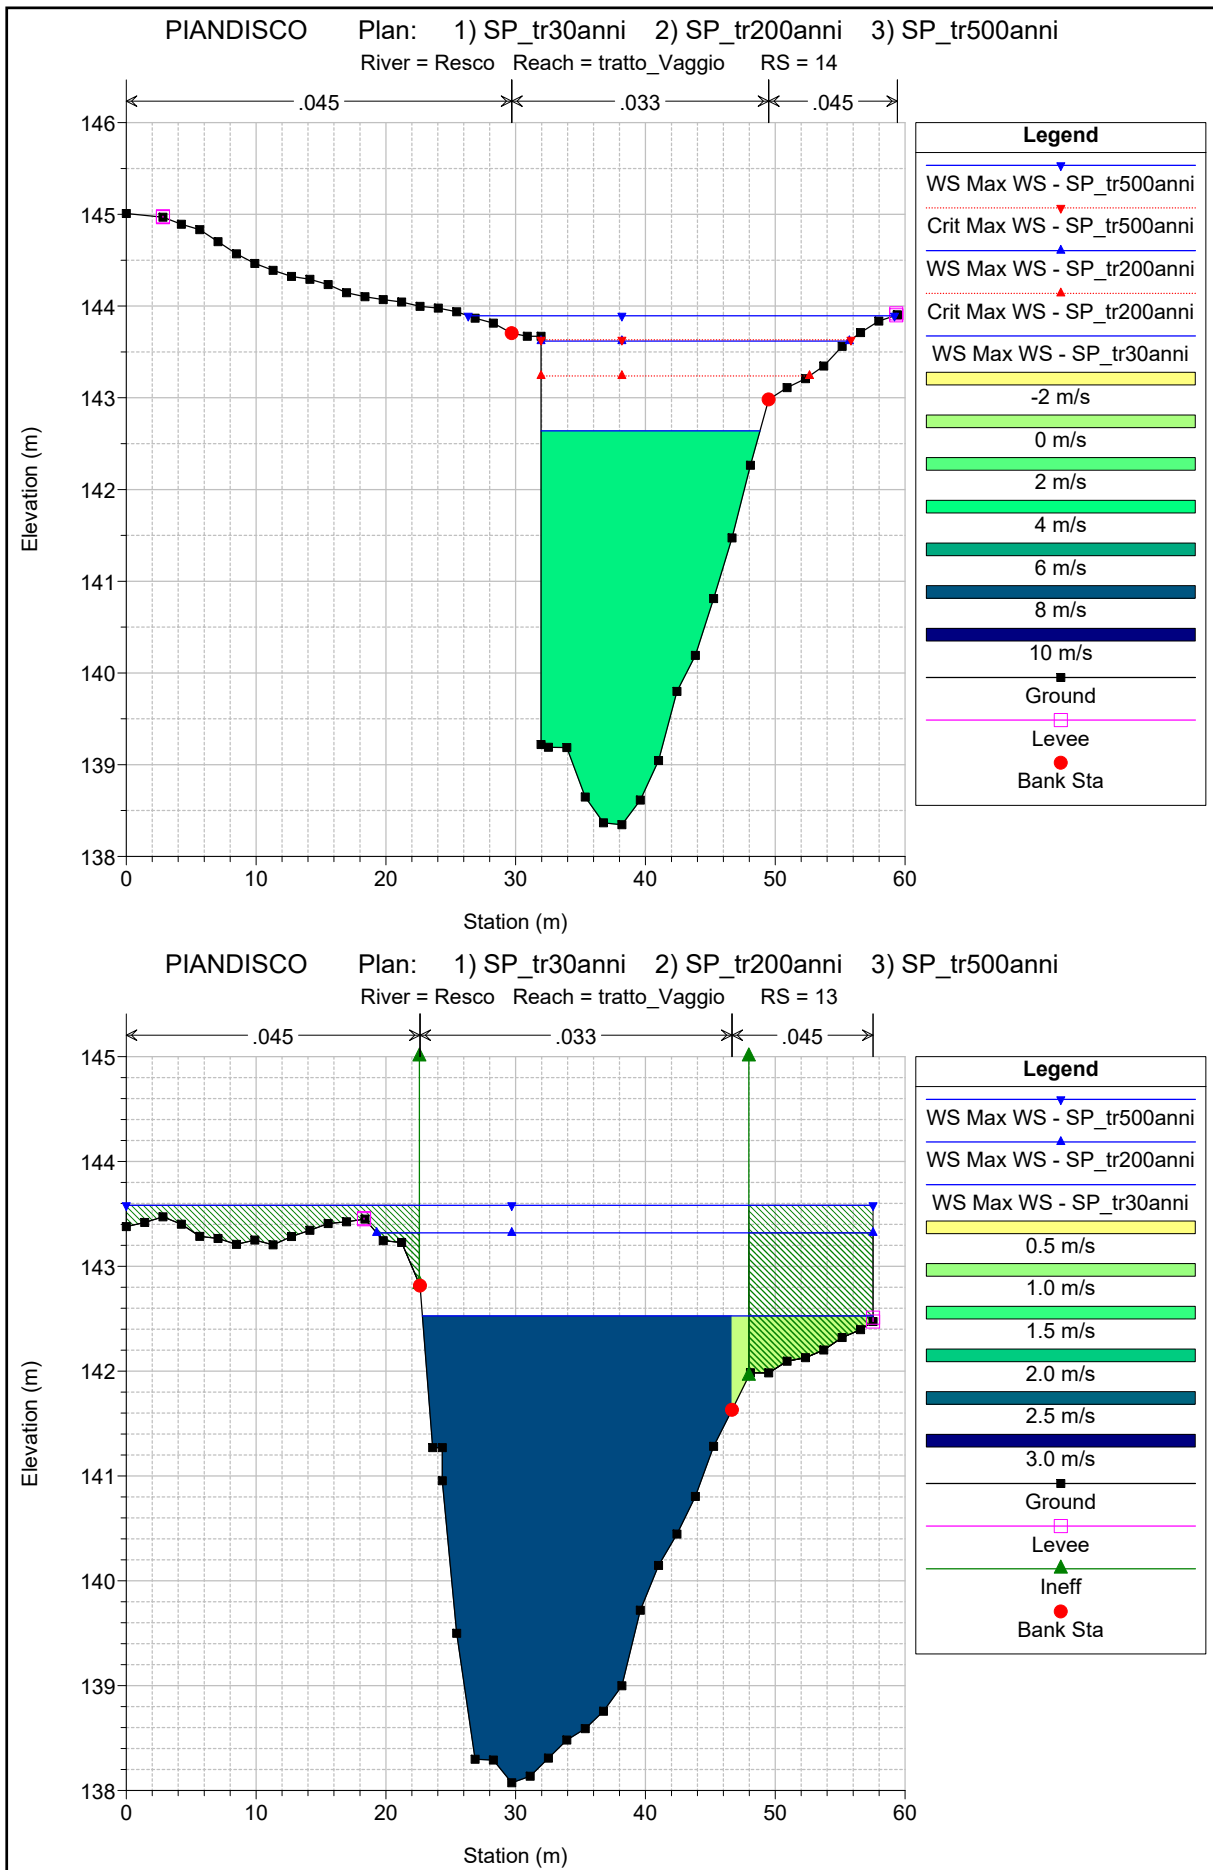 PIANDISCO Plan: 1) SP_tr30anni 2) SP_tr200anni 3) SP_tr500anni
River = Resco Reach = tratto_Vaggio RS = 14
.045 .033 .045
146
145
144
143
142
141
140
139
138
0 10 20 30 40 50 60
Elevation (m)
Station (m)
Legend
WS Max WS - SP_tr500anni
Crit Max WS - SP_tr500anni
WS Max WS - SP_tr200anni
Crit Max WS - SP_tr200anni
WS Max WS - SP_tr30anni
-2 m/s
0 m/s
2 m/s
4 m/s
6 m/s
8 m/s
10 m/s
Ground
Levee
Bank Sta
PIANDISCO Plan: 1) SP_tr30anni 2) SP_tr200anni 3) SP_tr500anni
River = Resco Reach = tratto_Vaggio RS = 13
.045 .033 .045
145
144
143
142
141
140
139
138
0 10 20 30 40 50 60
Elevation (m)
Station (m)
Legend
WS Max WS - SP_tr500anni
WS Max WS - SP_tr200anni
WS Max WS - SP_tr30anni
0.5 m/s
1.0 m/s
1.5 m/s
2.0 m/s
2.5 m/s
3.0 m/s
Ground
Levee
Ineff
Bank Sta